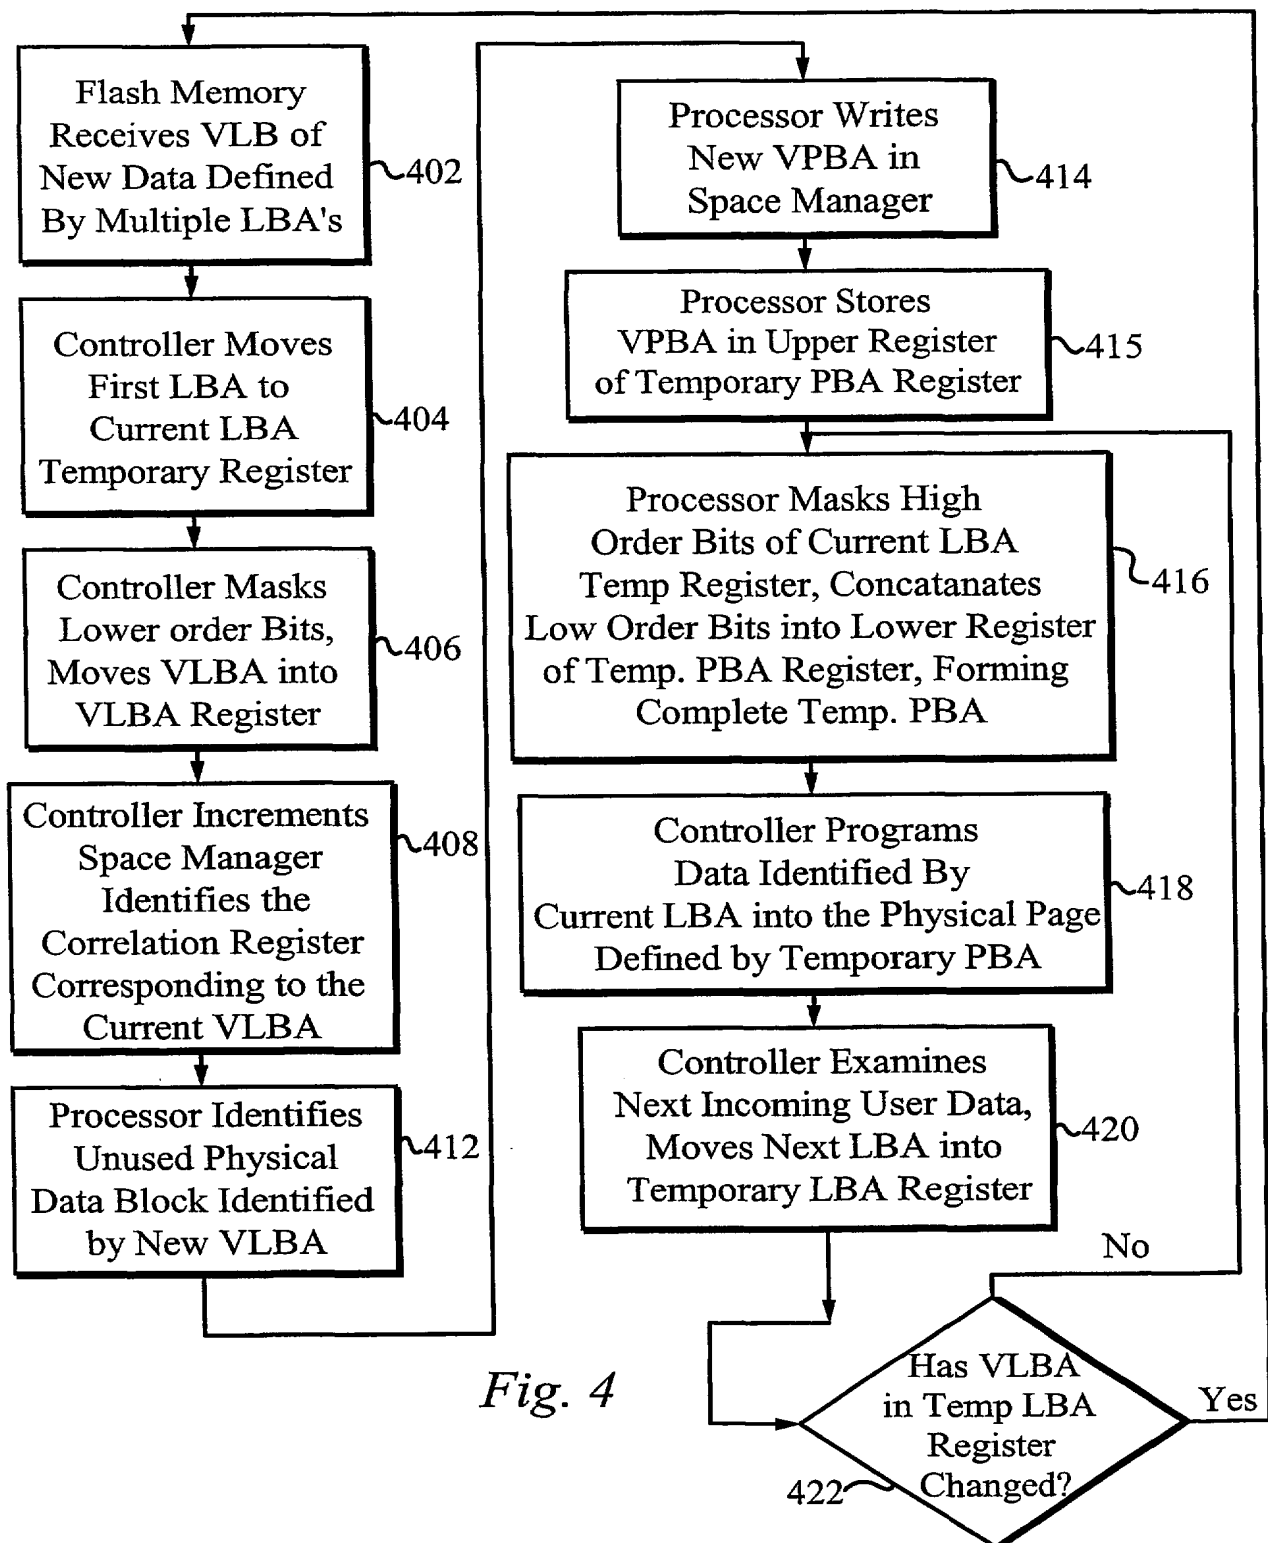 Flash Memory
Receives VLB of
New Data Defined
By Multiple LBA's
402
Controller Moves
First LBA to
Current LBA
Temporary Register
404
Controller Masks
Lower order Bits,
Moves VLBA into
VLBA Register
406
Controller Increments
Space Manager
Identifies the
Correlation Register
Corresponding to the
Current VLBA
408
Processor Identifies
Unused Physical
Data Block Identified
by New VLBA
412
Processor Writes
New VPBA in
Space Manager
414
Processor Stores
VPBA in Upper Register
of Temporary PBA Register
415
Processor Masks High
Order Bits of Current LBA
Temp Register, Concatanates
Low Order Bits into Lower Register
of Temp. PBA Register, Forming
Complete Temp. PBA
416
Controller Programs
Data Identified By
Current LBA into the Physical Page
Defined by Temporary PBA
418
Controller Examines
Next Incoming User Data,
Moves Next LBA into
Temporary LBA Register
420
No
Has VLBA
in Temp LBA
Register
Changed?
Yes
422
Fig. 4